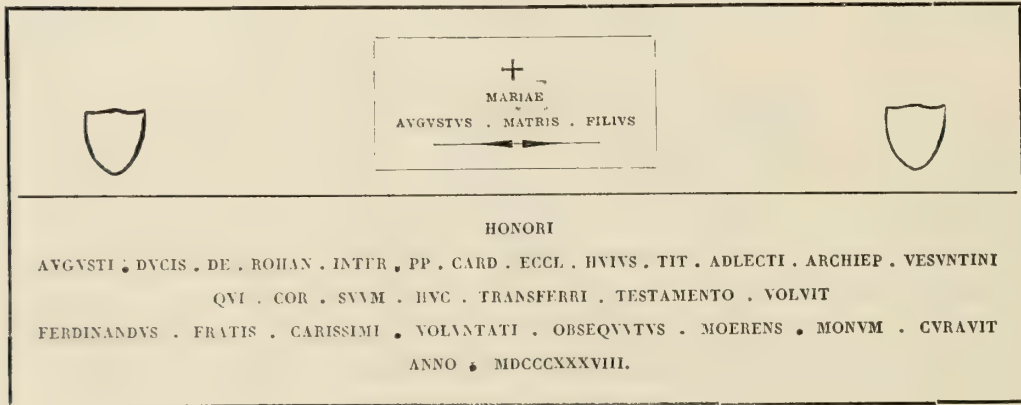 +
MARIAE
AVGVSTVS . MATRIS . FILIVS
HONORI
AVGVSTI . DVCIS . DE . ROHAN . INTER . PP . CARD . ECCL . HVIVS . TIT . ADLECTI . ARCHIEP . VESVNTINI
QVI . COR . SVVM . HVC . TRANSFERRI . TESTAMENTO . VOLVIT
FERDINANDVS . FRATIS . CARISSIMI . VOLVNTATI . OBSEQVVTVS . MOERENS . MONVM . CVRAVIT
ANNO . MDCCCXXXVIII.